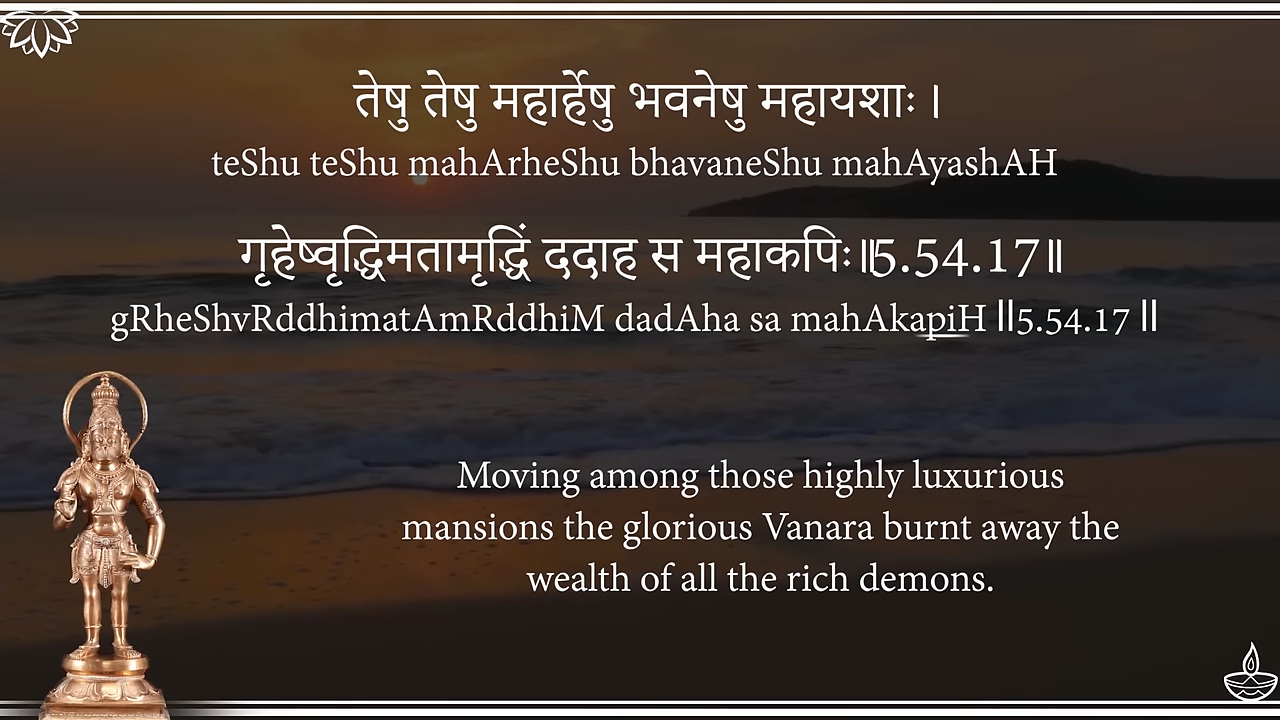 तेषु तेषु महार्हेषु भवनेषु महायशाः ।
teShu teShu mahArheShu bhavaneShu mahAyashAH
गृहेष्वृद्धिमतामृद्धिं ददाह स महाकपिः॥5.54.17॥
gRheShvRddhimatAmRddhiM dadAha sa mahAkapiH ॥5.54.17 ॥
Moving among those highly luxurious
mansions the glorious Vanara burnt away the
wealth of all the rich demons.